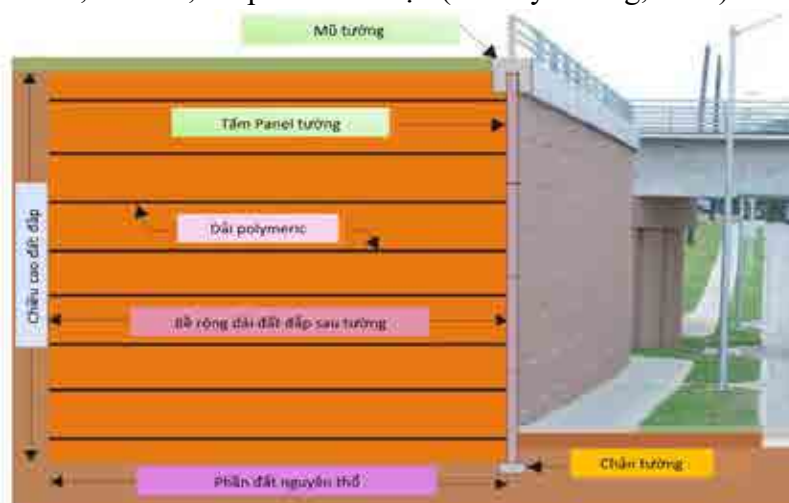 Mũ tường
Tấm Panel tường
Dải polymeric
Chiều cao đất đắp
Bề rộng dải đất đắp sau tường
Phần đất nguyên thổ
Chân tường